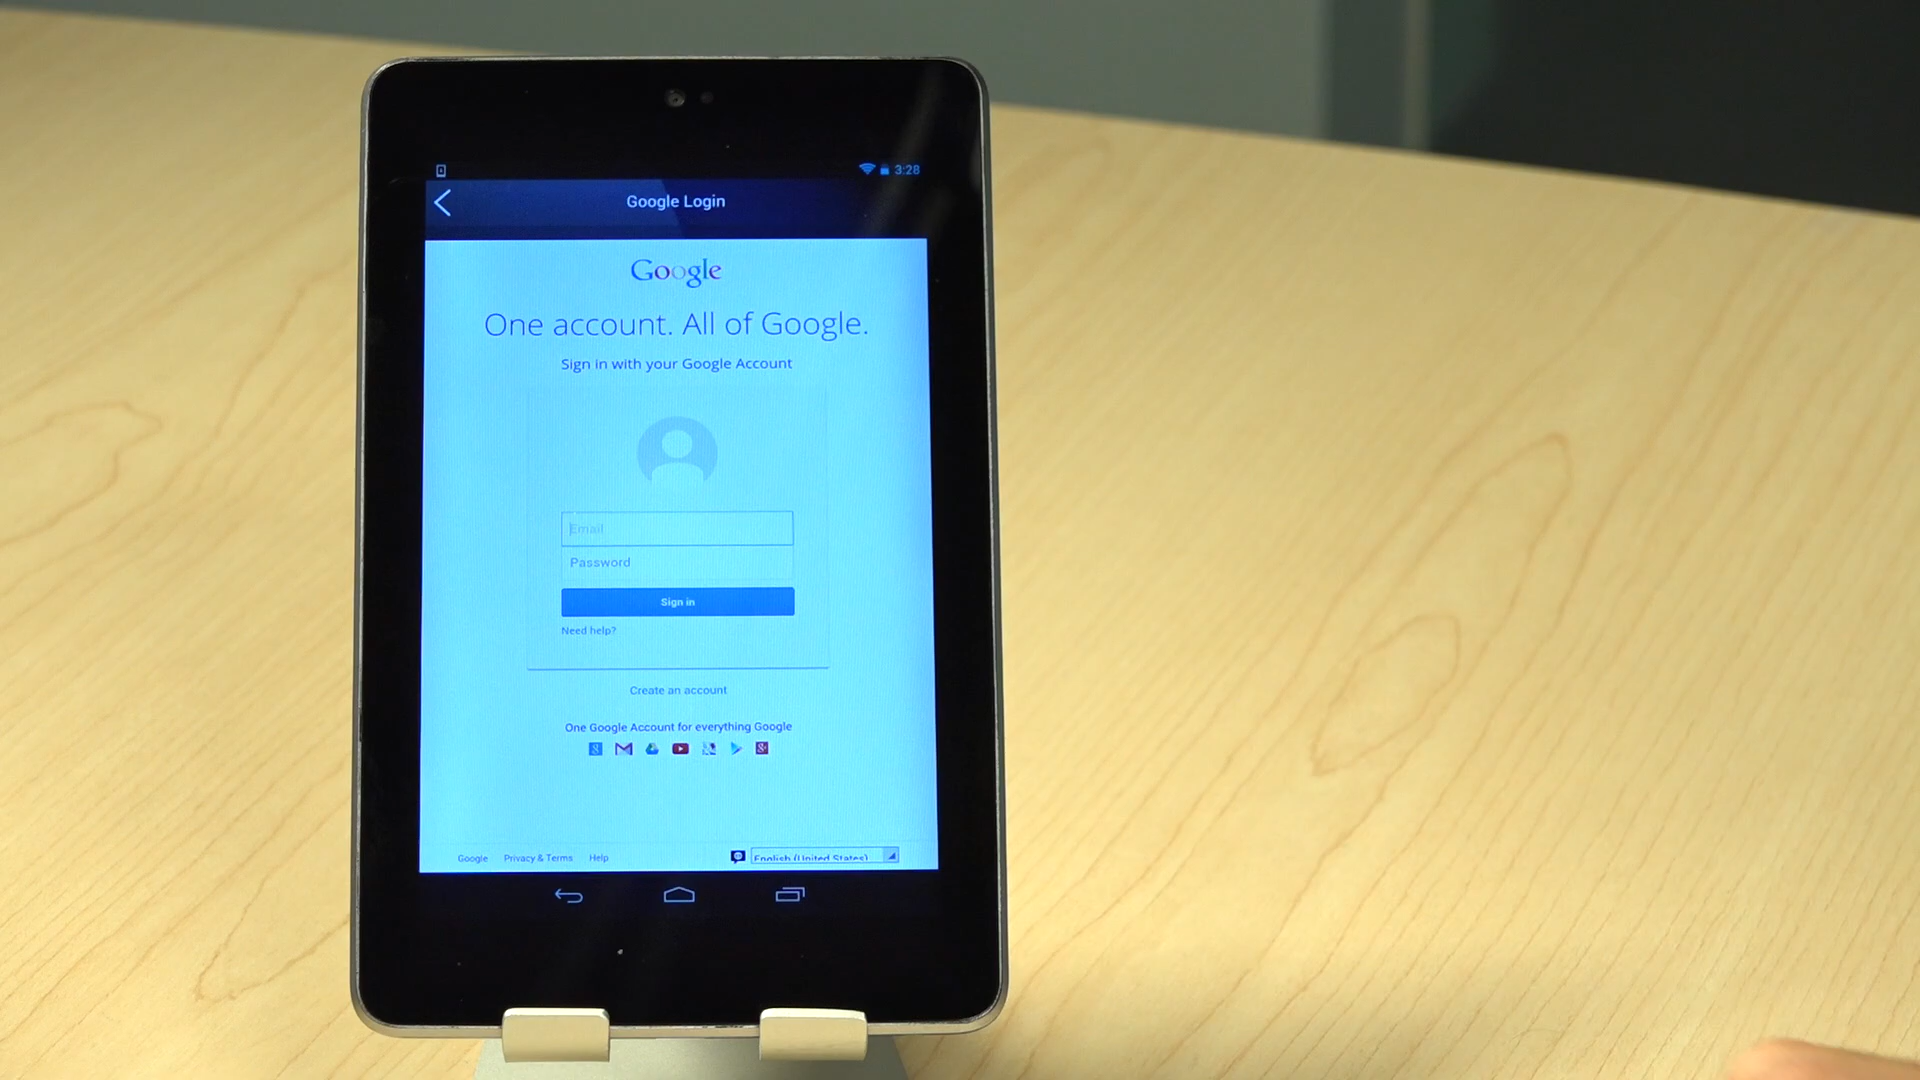 3:28
Google Login
Google
One account. All of Google.
Sign in with your Google Account
Email
Password
Sign in
Need help?
Create an account
One Google Account for everything Google
Google Privacy & Terms Help English (United States)